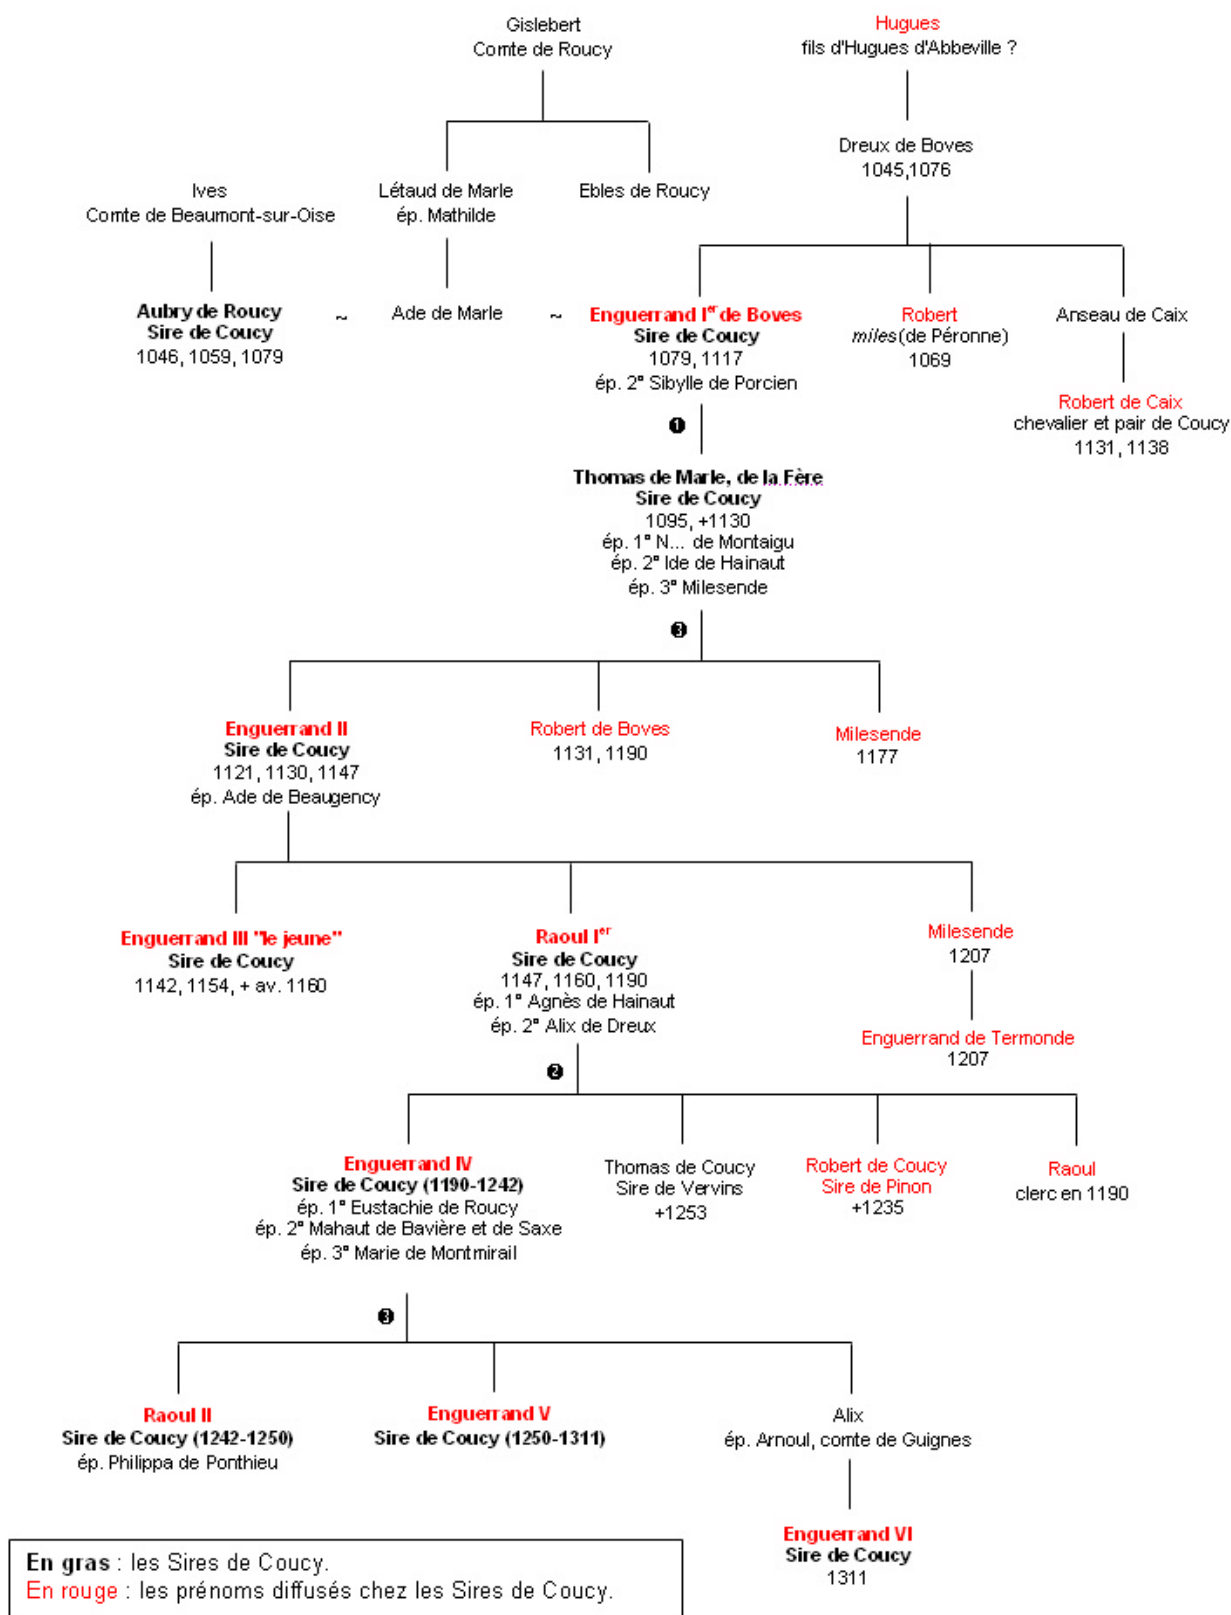 Gislebert
Comte de Roucy
Hugues
fils d'Hugues d'Abbeville ?
Dreux de Boves
1045,1076
Ives
Comte de Beaumont-sur-Oise
Létaud de Marle
ép. Mathilde
Ebles de Roucy
Aubry de Roucy
Sire de Coucy
1046, 1059, 1079
~
Ade de Marle
~
Enguerrand Ier de Boves
Sire de Coucy
1079, 1117
ép. 2° Sibylle de Porcien
Robert
miles(de Péronne)
1069
Anseau de Caix
Robert de Caix
chevalier et pair de Coucy
1131, 1138
❶
Thomas de Marle, de la Fère
Sire de Coucy
1095, +1130
ép. 1° N... de Montaigu
ép. 2° Ide de Hainaut
ép. 3° Milesende
❸
Enguerrand II
Sire de Coucy
1121, 1130, 1147
ép. Ade de Beaugency
Robert de Boves
1131, 1190
Milesende
1177
Enguerrand III "le jeune"
Sire de Coucy
1142, 1154, + av. 1160
Raoul Ier
Sire de Coucy
1147, 1160, 1190
ép. 1° Agnès de Hainaut
ép. 2° Alix de Dreux
Milesende
1207
Enguerrand de Termonde
1207
❷
Enguerrand IV
Sire de Coucy (1190-1242)
ép. 1° Eustachie de Roucy
ép. 2° Mahaut de Bavière et de Saxe
ép. 3° Marie de Montmirail
Thomas de Coucy
Sire de Vervins
+1253
Robert de Coucy
Sire de Pinon
+1235
Raoul
clerc en 1190
❸
Raoul II
Sire de Coucy (1242-1250)
ép. Philippa de Ponthieu
Enguerrand V
Sire de Coucy (1250-1311)
Alix
ép. Arnoul, comte de Guignes
Enguerrand VI
Sire de Coucy
1311
En gras : les Sires de Coucy.
En rouge : les prénoms diffusés chez les Sires de Coucy.